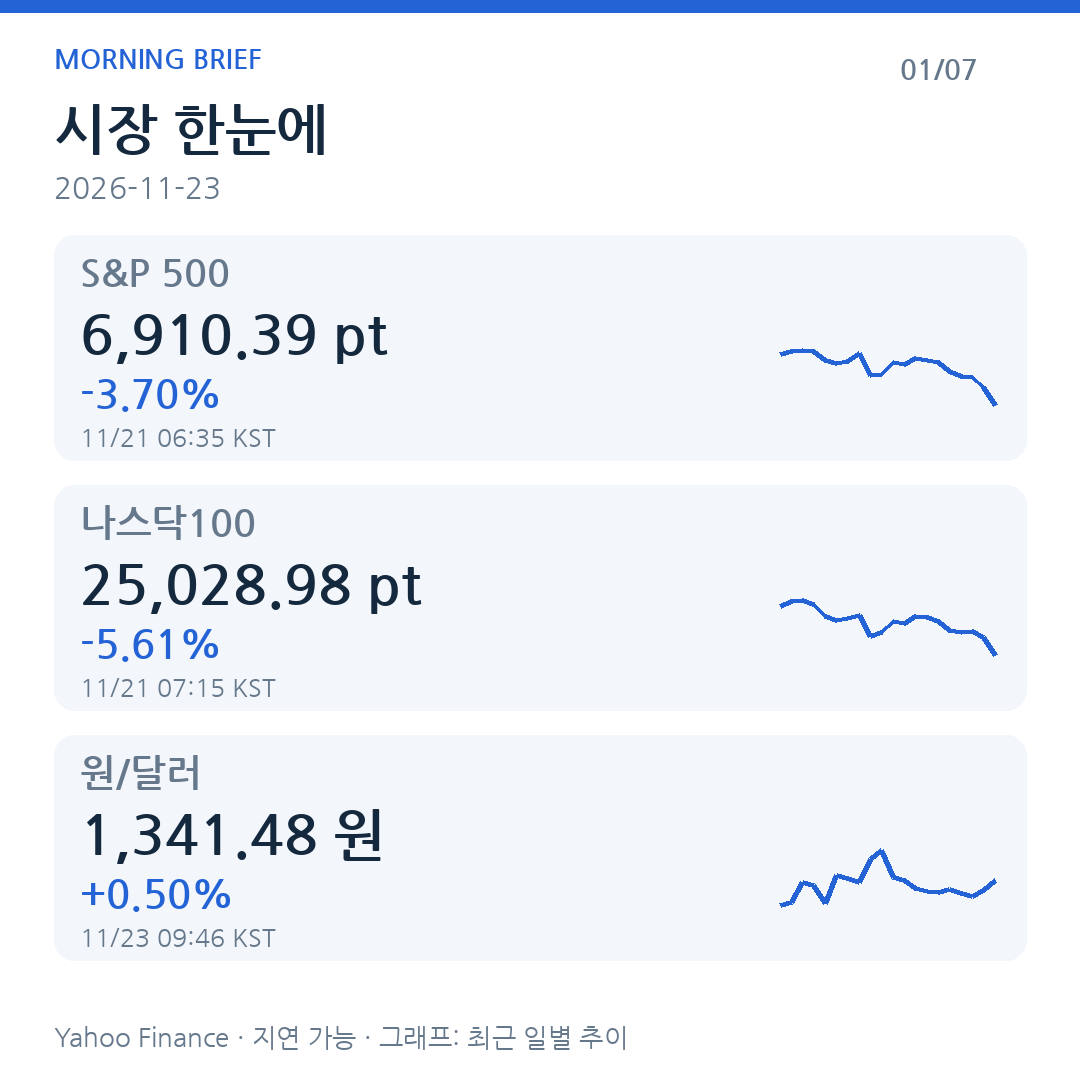 MORNING BRIEF
01/07
시장 한눈에
2026-11-23
S&P 500
6,910.39 pt
-3.70%
11/21 06:35 KST
나스닥100
25,028.98 pt
-5.61%
11/21 07:15 KST
원/달러
1,341.48 원
+0.50%
11/23 09:46 KST
Yahoo Finance · 지연 가능 · 그래프: 최근 일별 추이